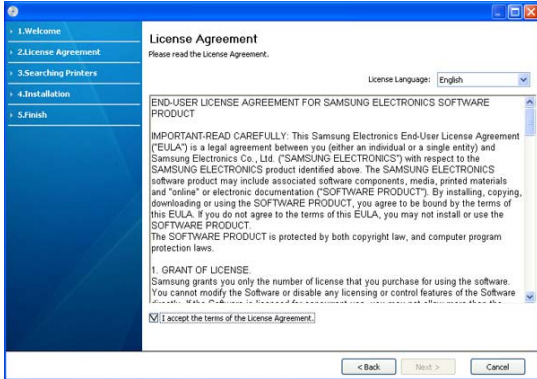 1.Welcome
2.License Agreement
3.Searching Printers
4.Installation
5.Finish
License Agreement
Please read the License Agreement.
License Language: English
END-USER LICENSE AGREEMENT FOR SAMSUNG ELECTRONICS SOFTWARE
PRODUCT
IMPORTANT-READ CAREFULLY: This Samsung Electronics End-User License Agreement
("EULA") is a legal agreement between you (either an individual or a single entity) and
Samsung Electronics Co., Ltd. ("SAMSUNG ELECTRONICS") with respect to the
SAMSUNG ELECTRONICS product identified above. The SAMSUNG ELECTRONICS
software product may include associated software components, media, printed materials
and "online" or electronic documentation ("SOFTWARE PRODUCT"). By installing, copying,
downloading or using the SOFTWARE PRODUCT, you agree to be bound by the terms of
this EULA. If you do not agree to the terms of this EULA, you may not install or use the
SOFTWARE PRODUCT.
The SOFTWARE PRODUCT is protected by both copyright law, and computer program
protection laws.
1. GRANT OF LICENSE.
Samsung grants you only the number of license that you purchase for using the software.
You cannot modify the Software or disable any licensing or control features of the Software
I accept the terms of the License Agreement.
< Back
Next >
Cancel